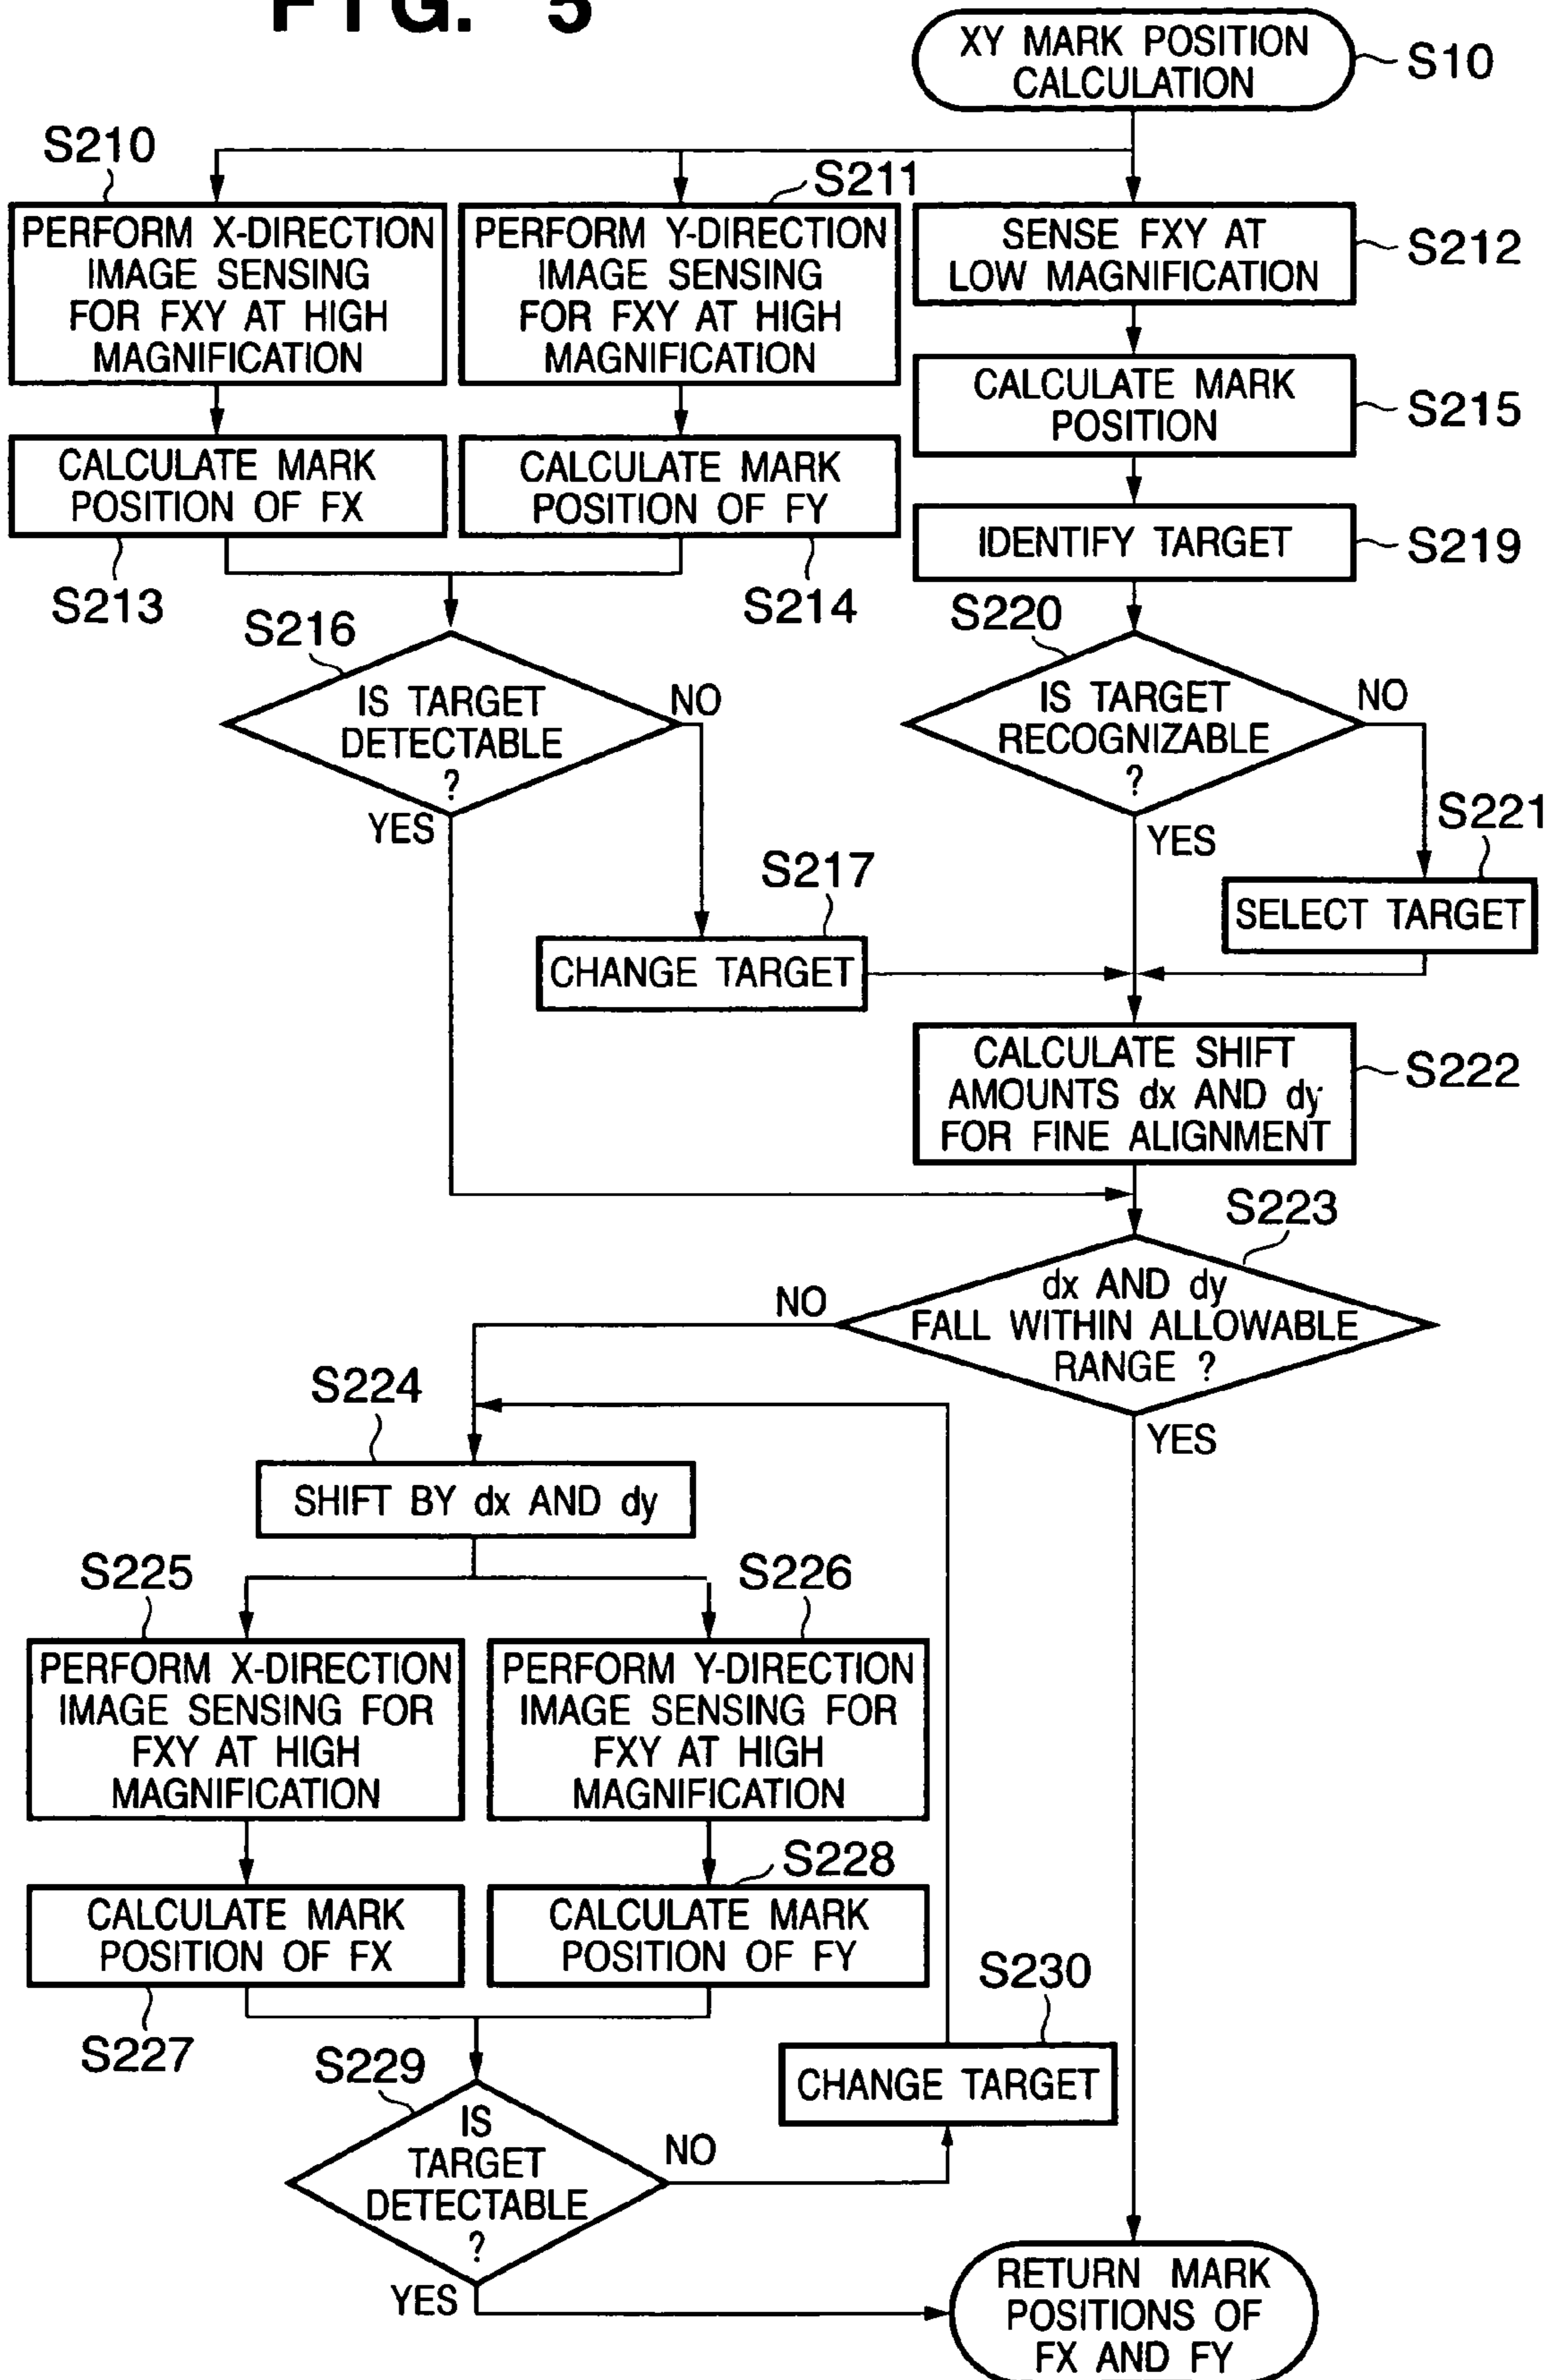 FIG. 5
XY MARK POSITION
CALCULATION
S10
S210
S211
PERFORM X-DIRECTION
IMAGE SENSING
FOR FXY AT HIGH
MAGNIFICATION
PERFORM Y-DIRECTION
IMAGE SENSING
FOR FXY AT HIGH
MAGNIFICATION
SENSE FXY AT
LOW MAGNIFICATION
S212
CALCULATE MARK
POSITION
S215
CALCULATE MARK
POSITION OF FX
S213
CALCULATE MARK
POSITION OF FY
S214
IDENTIFY TARGET
S219
S216
IS TARGET
DETECTABLE
?
NO
YES
S220
IS TARGET
RECOGNIZABLE
?
NO
YES
S221
SELECT TARGET
S217
CHANGE TARGET
CALCULATE SHIFT
AMOUNTS dx AND dy
FOR FINE ALIGNMENT
S222
S223
dx AND dy
FALL WITHIN ALLOWABLE
RANGE ?
NO
YES
S224
SHIFT BY dx AND dy
S225
S226
PERFORM X-DIRECTION
IMAGE SENSING FOR
FXY AT HIGH
MAGNIFICATION
PERFORM Y-DIRECTION
IMAGE SENSING FOR
FXY AT HIGH
MAGNIFICATION
S228
CALCULATE MARK
POSITION OF FX
CALCULATE MARK
POSITION OF FY
S227
S230
CHANGE TARGET
S229
IS
TARGET
DETECTABLE
?
NO
YES
RETURN MARK
POSITIONS OF
FX AND FY